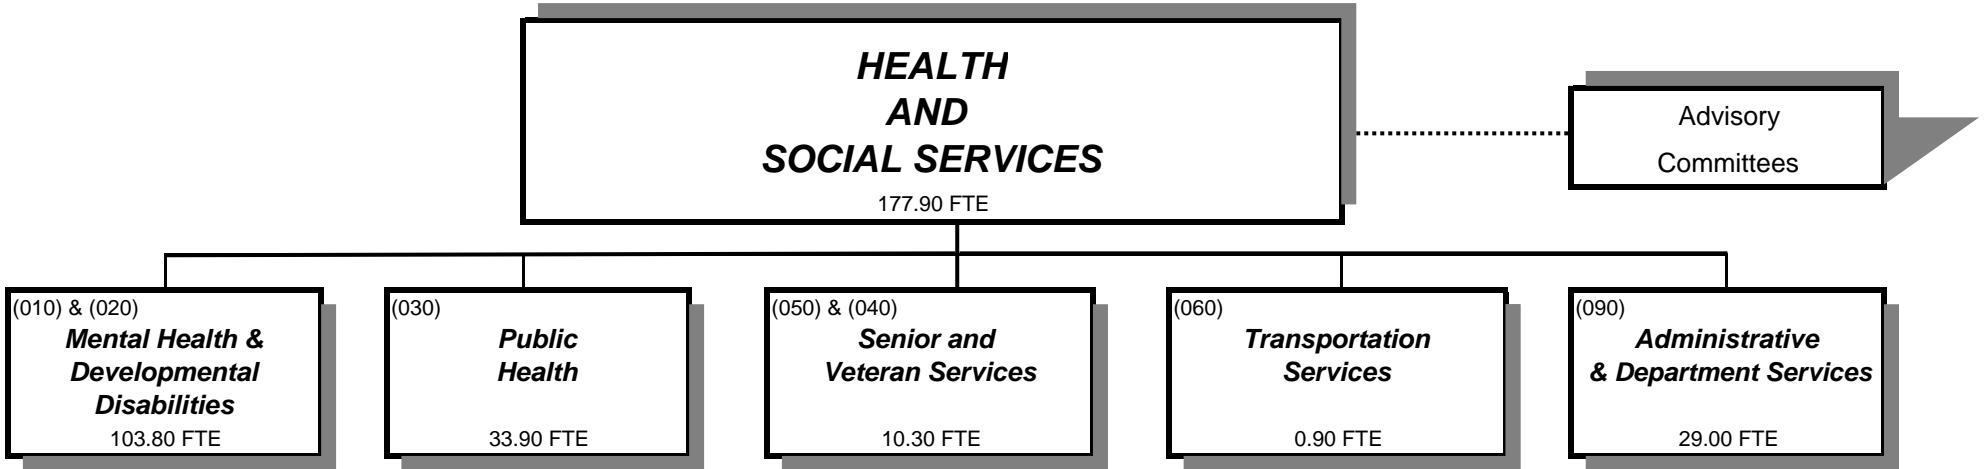 HEALTH
AND
SOCIAL SERVICES
177.90 FTE
Advisory
Committees
(010) & (020)
Mental Health &
Developmental
Disabilities
103.80 FTE
(030)
Public
Health
33.90 FTE
(050) & (040)
Senior and
Veteran Services
10.30 FTE
(060)
Transportation
Services
0.90 FTE
(090)
Administrative
& Department Services
29.00 FTE